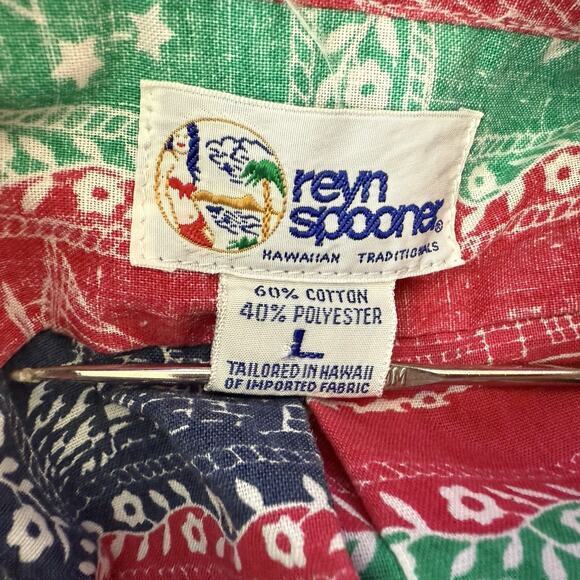 reyn
spooner®
HAWAIIAN TRADITIONALS
60% COTTON
40% POLYESTER
L
TAILORED IN HAWAII
OF IMPORTED FABRIC
M